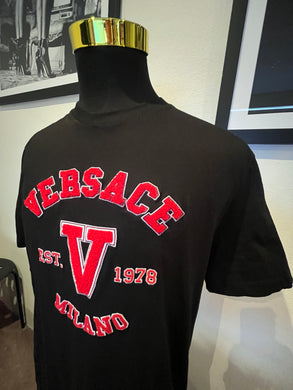 VERSACE
V
EST. 1978
MILANO